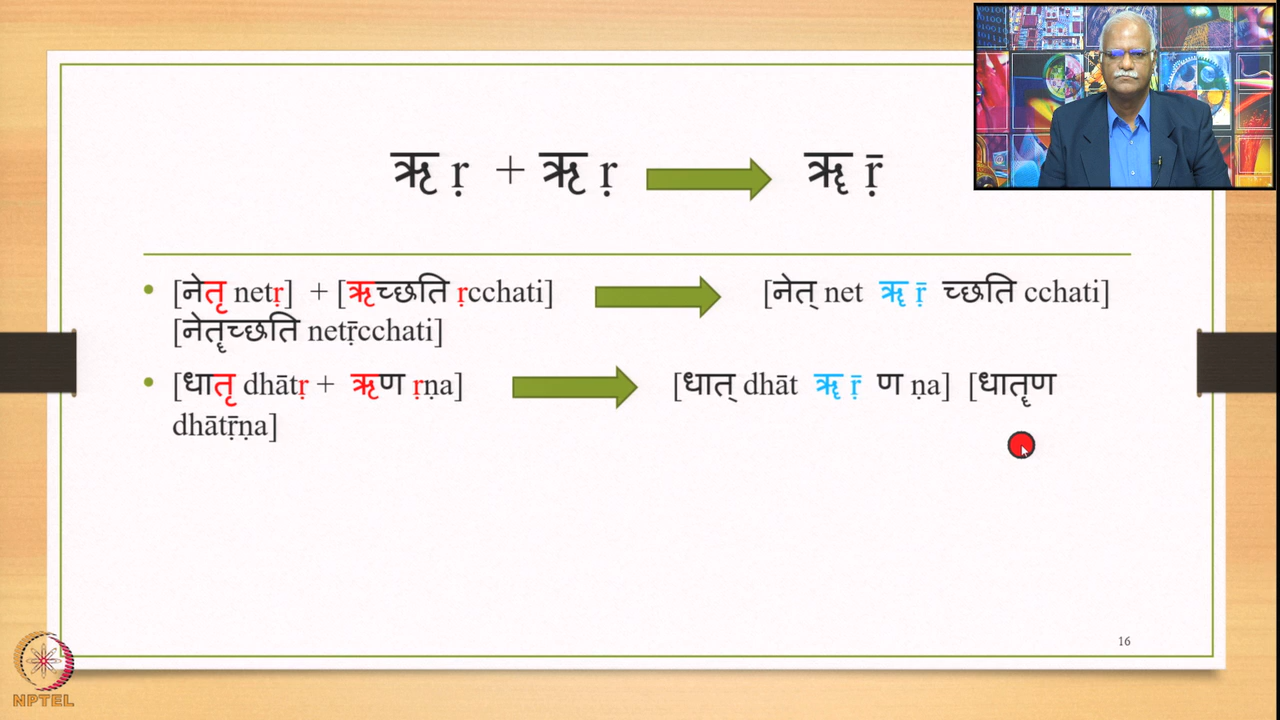 ऋ ṛ + ऋ ṛ ॠ ṝ
[नेतृ netṛ] + [ऋच्छति ṛcchati] [नेत् net ॠ ṝ च्छति cchati]
[नेतॄच्छति netṝcchati]
[धातृ dhātṛ + ऋण ṛṇa] [धात् dhāt ॠ ṝ ण ṇa] [धातॄण
dhātṝṇa]
16
NPTEL